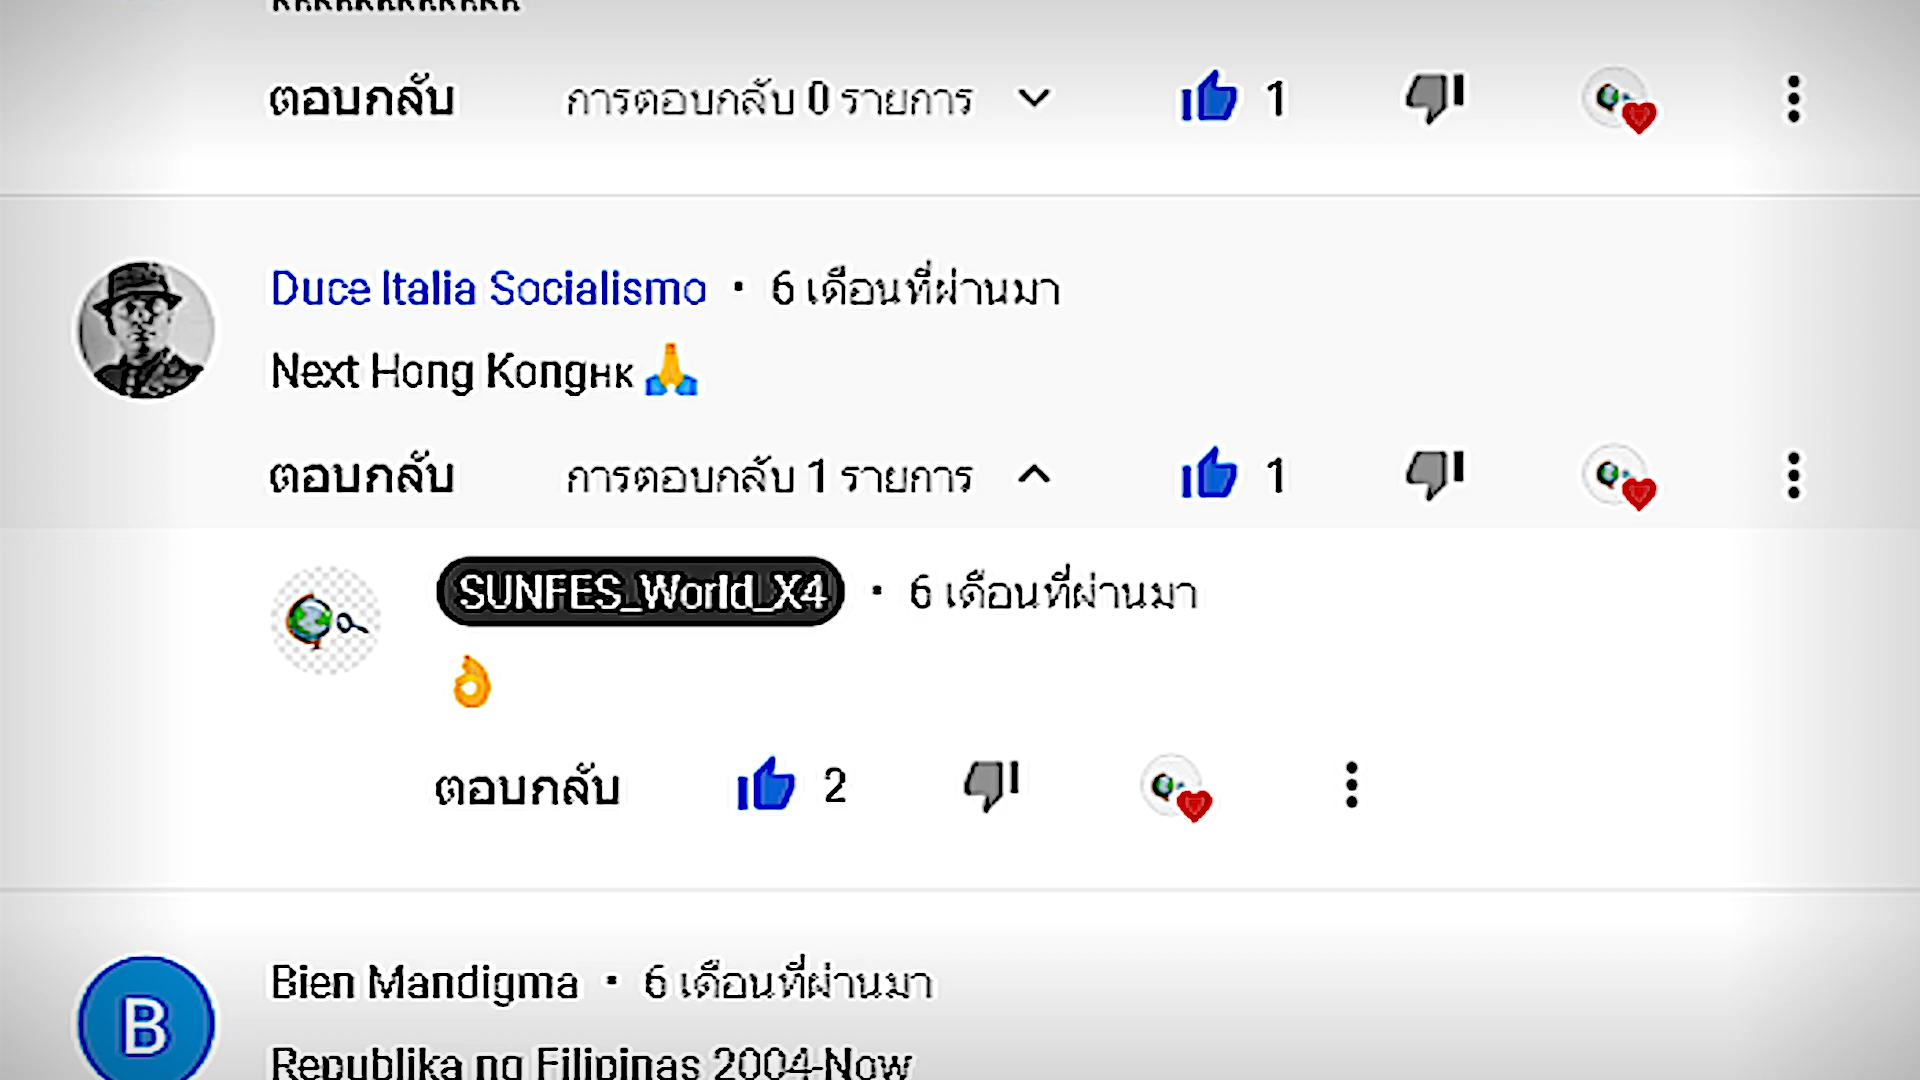 ตอบกลับ การตอบกลับ 0 รายการ 1
Duce Italia Socialismo • 6 เดือนที่ผ่านมา
Next Hong Kong🇭🇰 🙏
ตอบกลับ การตอบกลับ 1 รายการ 1
SUNFES_World_X4 • 6 เดือนที่ผ่านมา
👌
ตอบกลับ 2
B
Bien Mandigma • 6 เดือนที่ผ่านมา
Republika ng Filipinas 2004-Now